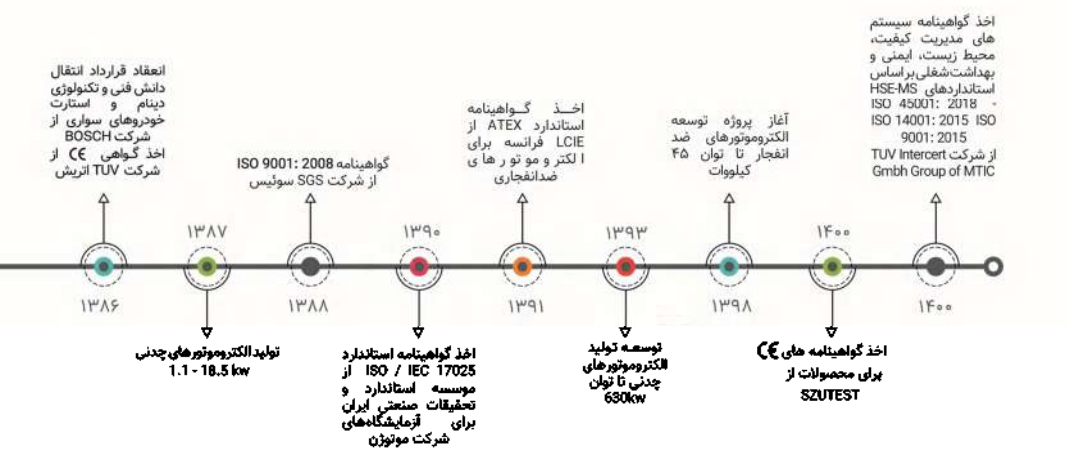 انعقاد قرارداد انتقال
دانش فنی و تکنولوژی
دینام و استارت
خودروهای سواری از
شرکت BOSCH
اخذ گواهی CE از
شرکت TUV اتریش
۱۳۸۶
۱۳۸۷
تولید الکتروموتورهای چدنی
1.1 - 18.5 kw
گواهینامه ISO 9001: 2008
از شرکت SGS سوئیس
۱۳۸۸
۱۳۹۰
اخذ گواهینامه استاندارد
ISO / IEC 17025 از
موسسه استاندارد و
تحقیقات صنعتی ایران
برای آزمایشگاه‌های
شرکت موتوژن
اخذ گواهینامه
استاندارد ATEX از
LCIE فرانسه برای
الکتروموتورهای
ضدانفجاری
۱۳۹۱
۱۳۹۳
توسعه تولید
الکتروموتورهای
چدنی تا توان
630kw
آغاز پروژه توسعه
الکتروموتورهای ضد
انفجار تا توان ۴۵
کیلووات
۱۳۹۸
۱۴۰۰
اخذ گواهینامه های CE
برای محصولات از
SZUTEST
اخذ گواهینامه سیستم
های مدیریت کیفیت،
محیط زیست، ایمنی و
بهداشت شغلی براساس
استانداردهای HSE-MS
ISO 45001: 2018 -
ISO 14001: 2015 ISO
9001: 2015
از شرکت TUV Intercert
Gmbh Group of MTIC
۱۴۰۰